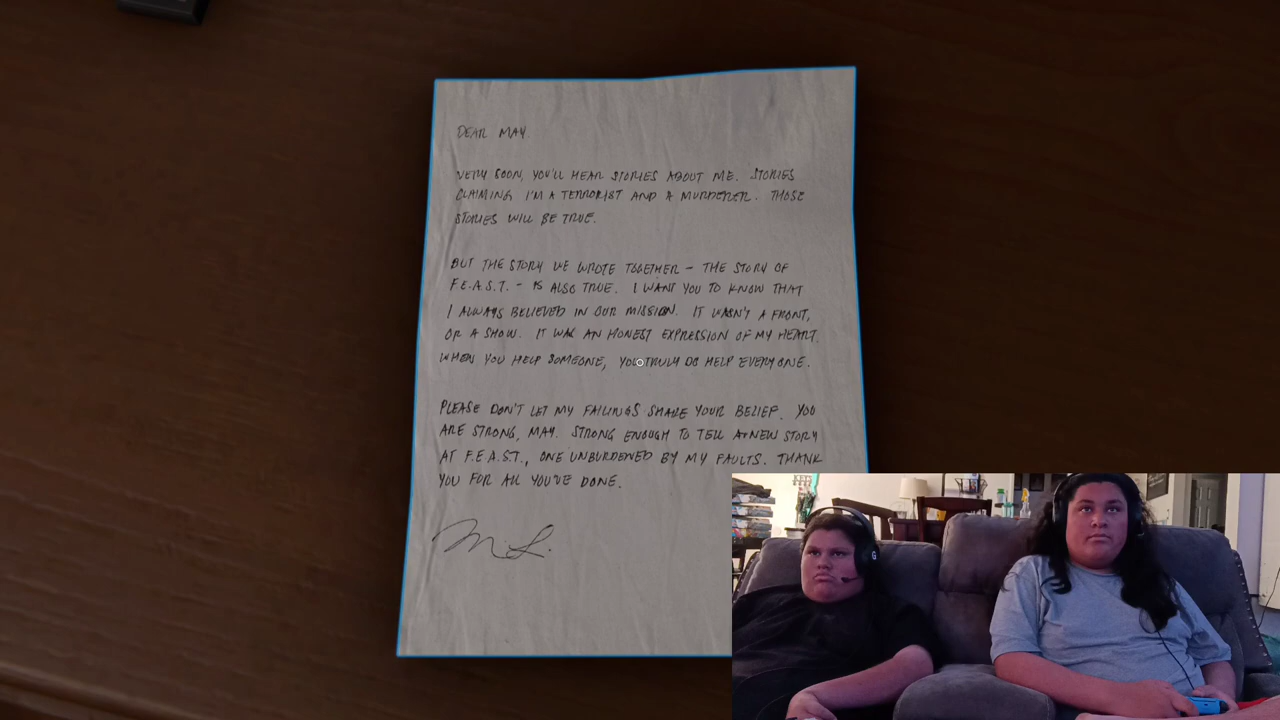 DEAR MAY.
VERY SOON, YOU'LL HEAR STORIES ABOUT ME. STORIES
CLAIMING I'M A TERRORIST AND A MURDERER. THOSE
STORIES WILL BE TRUE.
BUT THE STORY WE WROTE TOGETHER - THE STORY OF
F.E.A.S.T. - IS ALSO TRUE. I WANT YOU TO KNOW THAT
I ALWAYS BELIEVED IN OUR MISSION. IT WASN'T A FRONT,
OR A SHOW. IT WAS AN HONEST EXPRESSION OF MY HEART.
WHEN YOU HELP SOMEONE, YOU TRULY DO HELP EVERYONE.
PLEASE DON'T LET MY FAILINGS SHAKE YOUR BELIEF. YOU
ARE STRONG, MAY. STRONG ENOUGH TO TELL A NEW STORY
AT F.E.A.S.T., ONE UNBURDENED BY MY FAULTS. THANK
YOU FOR ALL YOU'VE DONE.
M. L.